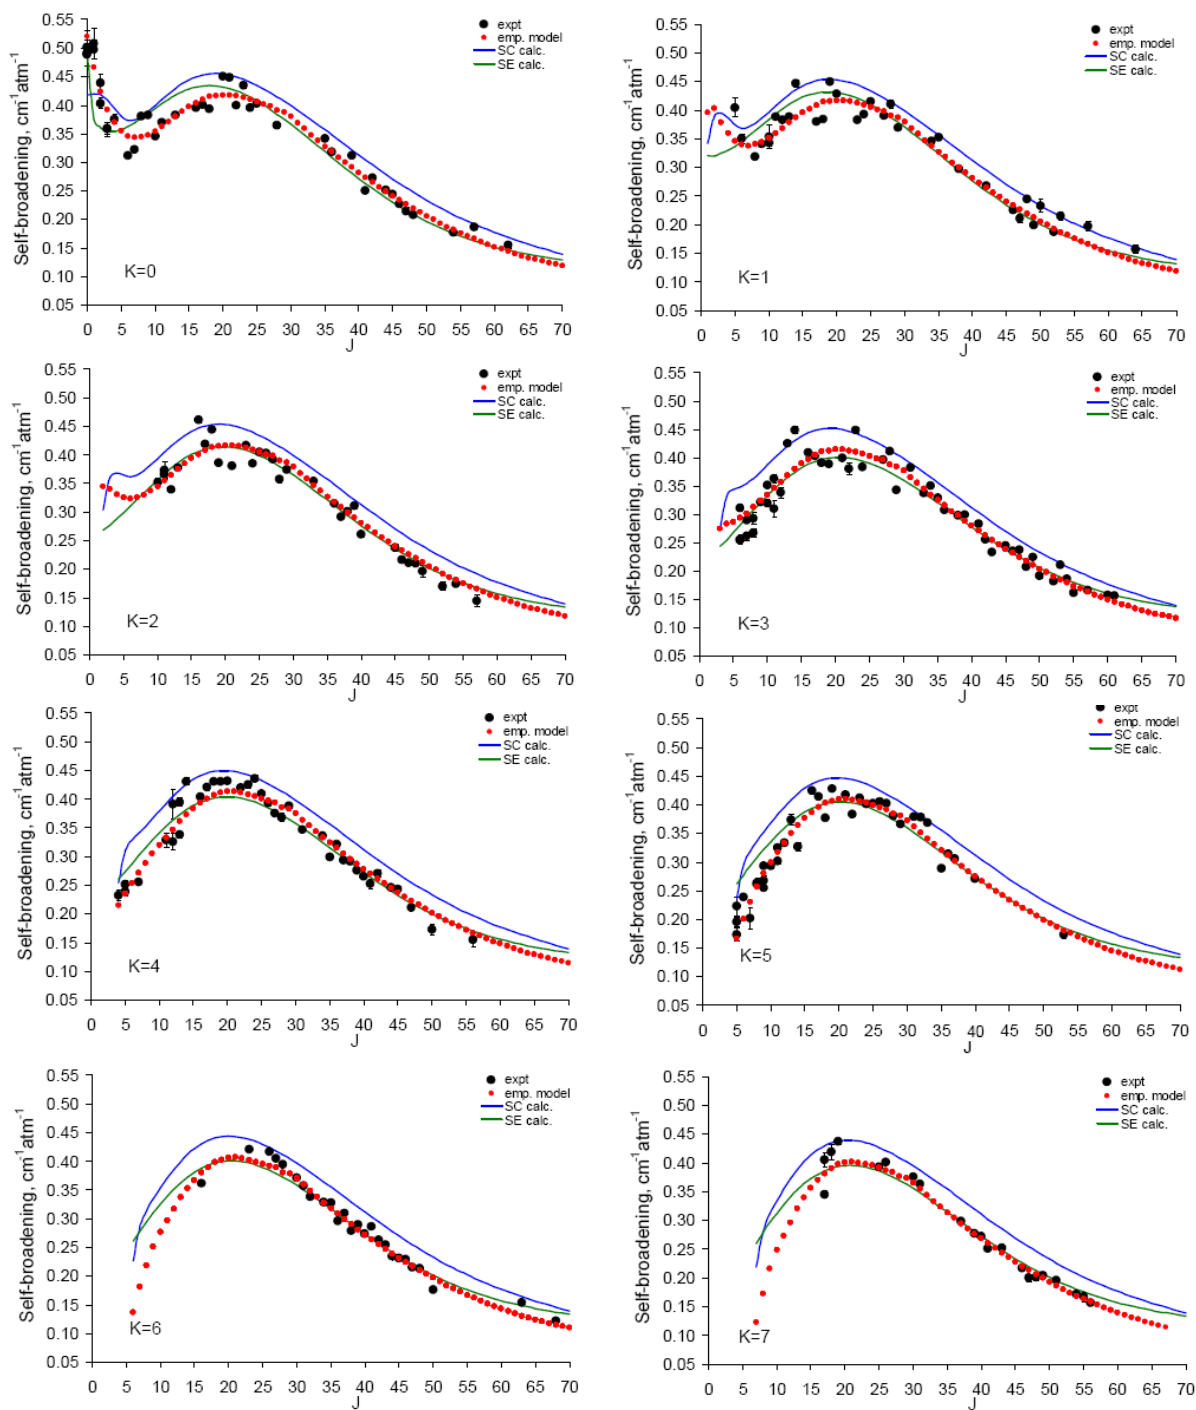 0.55
0.50
0.45
0.40
0.35
0.30
0.25
0.20
0.15
0.10
0.05
Self-broadening, cm⁻¹atm⁻¹
expt
emp. model
SC calc.
SE calc.
K=0
0 5 10 15 20 25 30 35 40 45 50 55 60 65 70
J
0.55
0.50
0.45
0.40
0.35
0.30
0.25
0.20
0.15
0.10
0.05
Self-broadening, cm⁻¹atm⁻¹
expt
emp. model
SC calc.
SE calc.
K=1
0 5 10 15 20 25 30 35 40 45 50 55 60 65 70
J
0.55
0.50
0.45
0.40
0.35
0.30
0.25
0.20
0.15
0.10
0.05
Self-broadening, cm⁻¹atm⁻¹
expt
emp. model
SC calc.
SE calc.
K=2
0 5 10 15 20 25 30 35 40 45 50 55 60 65 70
J
0.55
0.50
0.45
0.40
0.35
0.30
0.25
0.20
0.15
0.10
0.05
Self-broadening, cm⁻¹atm⁻¹
expt
emp. model
SC calc.
SE calc.
K=3
0 5 10 15 20 25 30 35 40 45 50 55 60 65 70
J
0.55
0.50
0.45
0.40
0.35
0.30
0.25
0.20
0.15
0.10
0.05
Self-broadening, cm⁻¹atm⁻¹
expt
emp. model
SC calc.
SE calc.
K=4
0 5 10 15 20 25 30 35 40 45 50 55 60 65 70
J
0.55
0.50
0.45
0.40
0.35
0.30
0.25
0.20
0.15
0.10
0.05
Self-broadening, cm⁻¹atm⁻¹
expt
emp. model
SC calc.
SE calc.
K=5
0 5 10 15 20 25 30 35 40 45 50 55 60 65 70
J
0.55
0.50
0.45
0.40
0.35
0.30
0.25
0.20
0.15
0.10
0.05
Self-broadening, cm⁻¹atm⁻¹
expt
emp. model
SC calc.
SE calc.
K=6
0 5 10 15 20 25 30 35 40 45 50 55 60 65 70
J
0.55
0.50
0.45
0.40
0.35
0.30
0.25
0.20
0.15
0.10
0.05
Self-broadening, cm⁻¹atm⁻¹
expt
emp. model
SC calc.
SE calc.
K=7
0 5 10 15 20 25 30 35 40 45 50 55 60 65 70
J